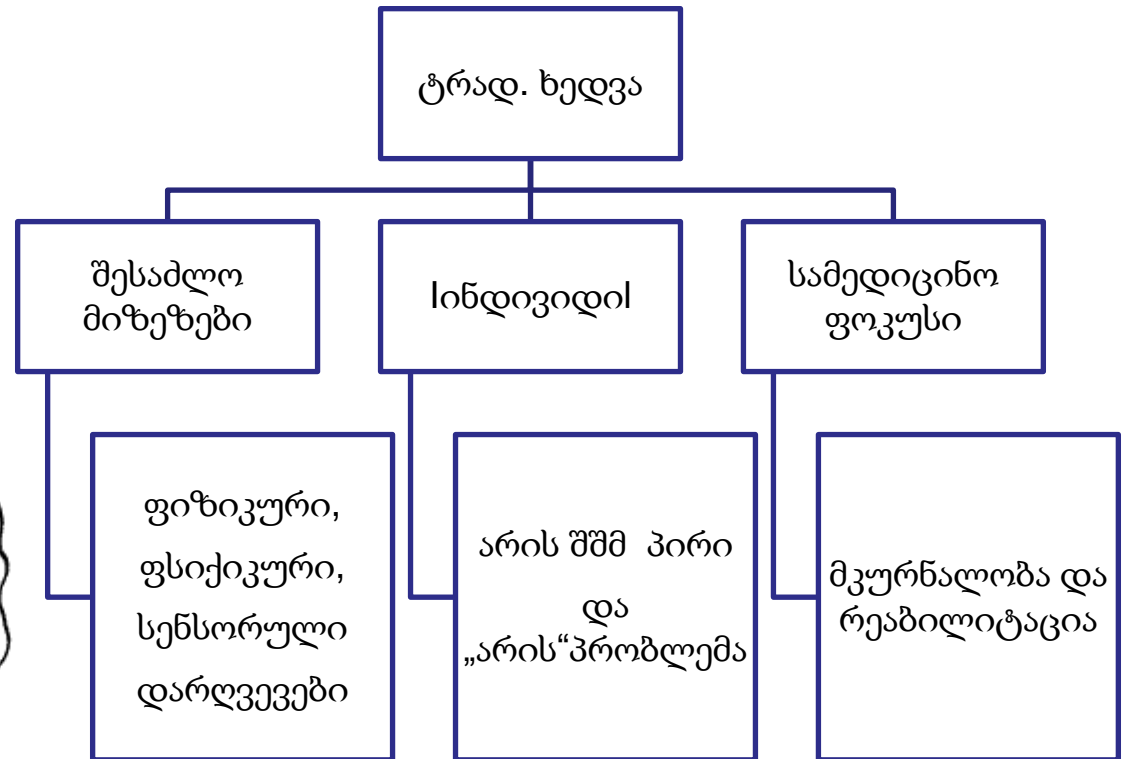 ტრად. ხედვა
შესაძლო
მიზეზები
IინდივიდიI
სამედიცინო
ფოკუსი
ფიზიკური,
ფსიქიკური,
სენსორული
დარღვევები
არის შშმ  პირი
და
„არის“პრობლემა
მკურნალობა და
რეაბილიტაცია